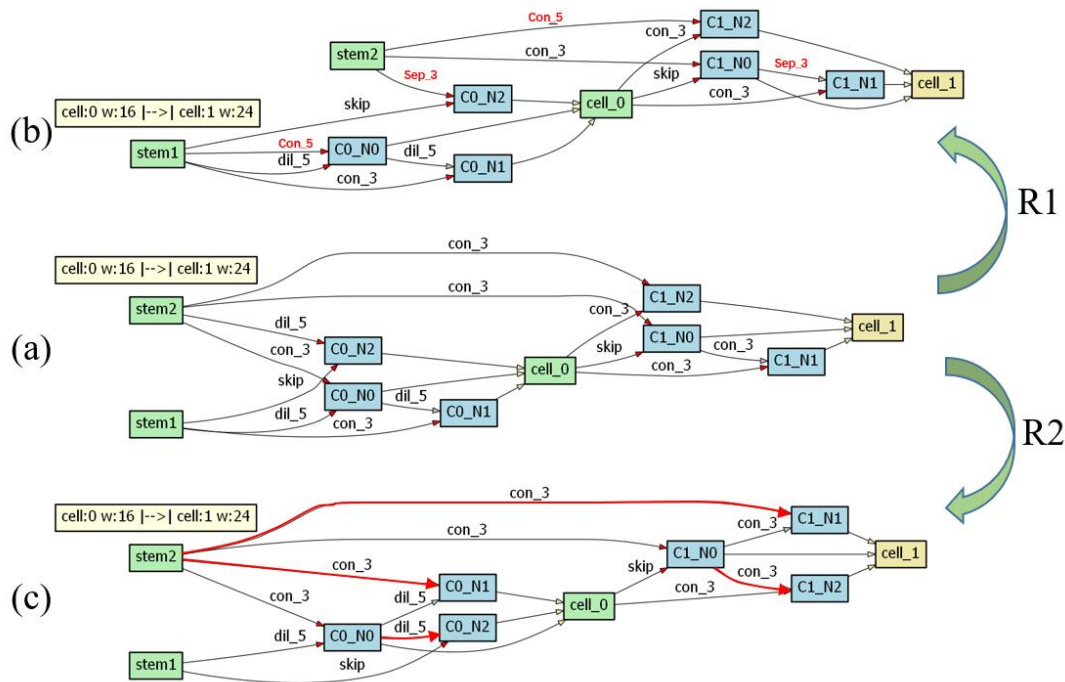 Con_5
C1_N2
con_3
stem2
con_3
C1_N0
Sep_3
Sep_3
skip
C1_N1
cell_1
skip
C0_N2
cell_0
con_3
cell:0 w:16 |-->| cell:1 w:24
(b)
stem1
Con_5
C0_N0
dil_5
dil_5
C0_N1
con_3
R1
con_3
cell:0 w:16 |-->| cell:1 w:24
stem2
con_3
C1_N2
con_3
cell_1
dil_5
C1_N0
con_3
(a)
con_3
C0_N2
skip
C1_N1
cell_0
con_3
skip
C0_N0
dil_5
stem1
dil_5
C0_N1
con_3
R2
con_3
cell:0 w:16 |-->| cell:1 w:24
C1_N1
con_3
stem2
con_3
C1_N0
cell_1
con_3
skip
con_3
C0_N1
C1_N2
con_3
dil_5
cell_0
con_3
(c)
C0_N0
dil_5
C0_N2
dil_5
stem1
skip